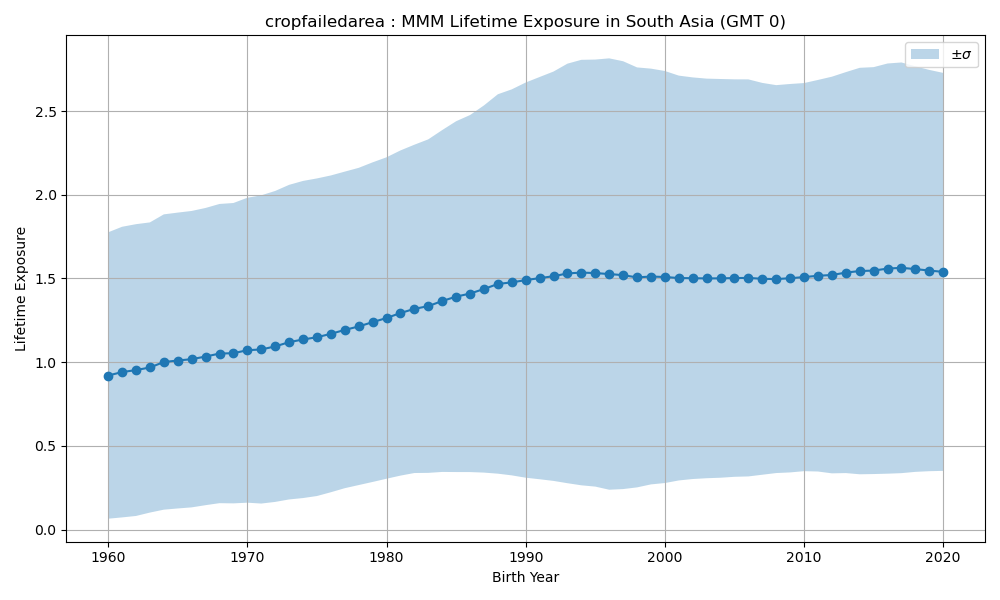 cropfailedarea : MMM Lifetime Exposure in South Asia (GMT 0)
±σ
Lifetime Exposure
2.5
2.0
1.5
1.0
0.5
0.0
1960 1970 1980 1990 2000 2010 2020
Birth Year